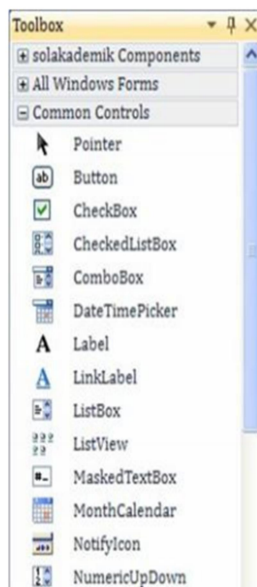 Toolbox
solakademik Components
All Windows Forms
Common Controls
Pointer
ab Button
CheckBox
CheckedListBox
ComboBox
DateTimePicker
A Label
A LinkLabel
ListBox
ListView
MaskedTextBox
MonthCalendar
NotifyIcon
NumericUpDown